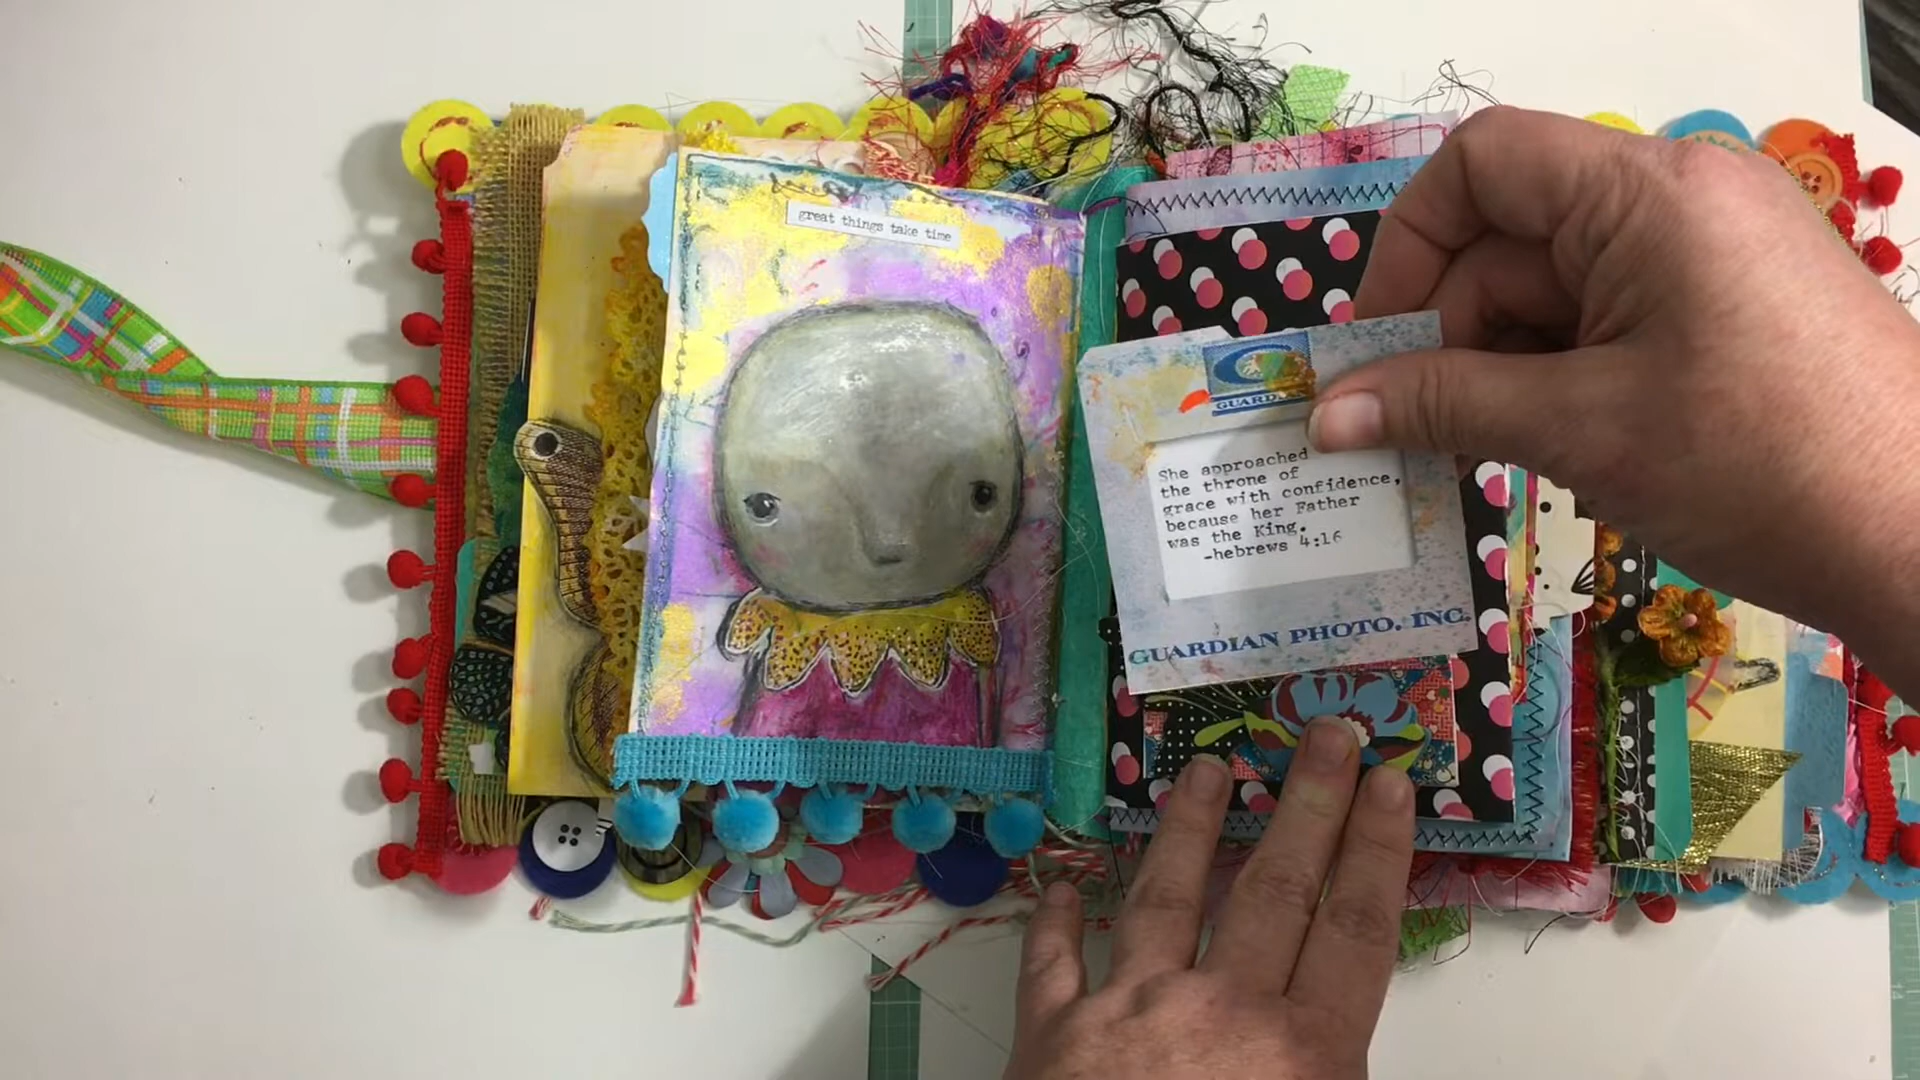 great things take time
She approached
the throne of
grace with confidence,
because her Father
was the King.
-hebrews 4:16
GUARDIAN PHOTO, INC.